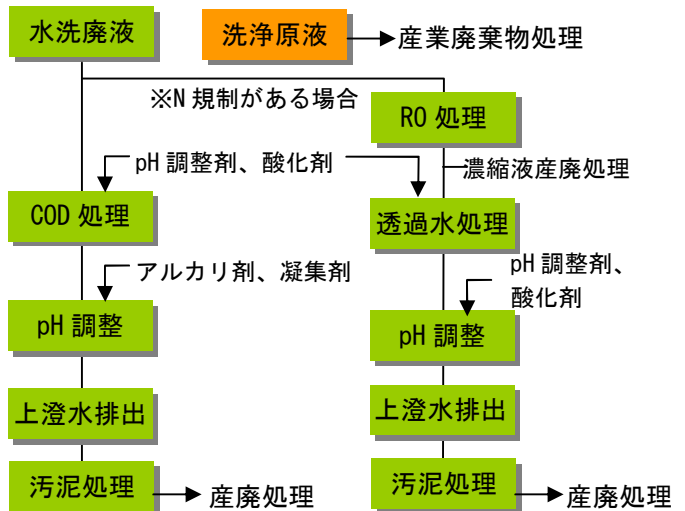 水洗廃液
洗浄原液
産業廃棄物処理
※N 規制がある場合
RO 処理
pH 調整剤、酸化剤
濃縮液産廃処理
COD 処理
透過水処理
アルカリ剤、凝集剤
pH 調整剤、
酸化剤
pH 調整
pH 調整
上澄水排出
上澄水排出
汚泥処理
産廃処理
汚泥処理
産廃処理